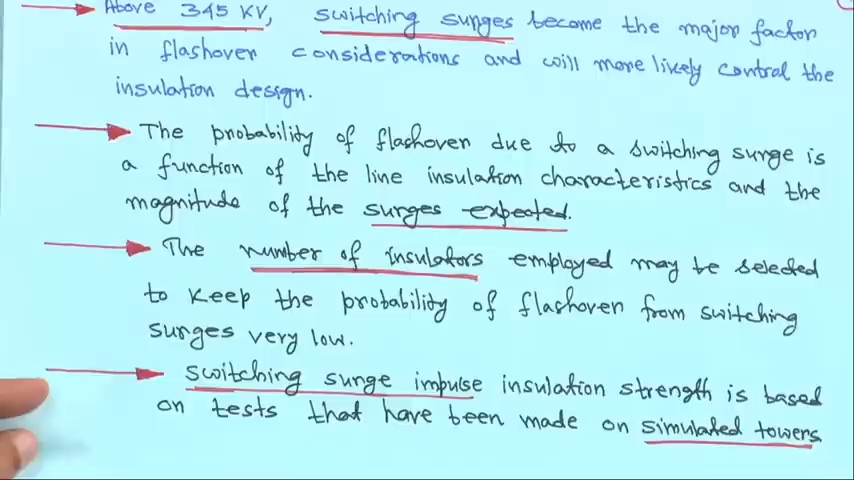 Above 345 KV, switching surges become the major factor
in flashover considerations and will more likely control the
insulation design.
The probability of flashover due to a switching surge is
a function of the line insulation characteristics and the
magnitude of the surges expected.
The number of insulators employed may be selected
to keep the probability of flashover from switching
surges very low.
switching surge impulse insulation strength is based
on tests that have been made on simulated towers